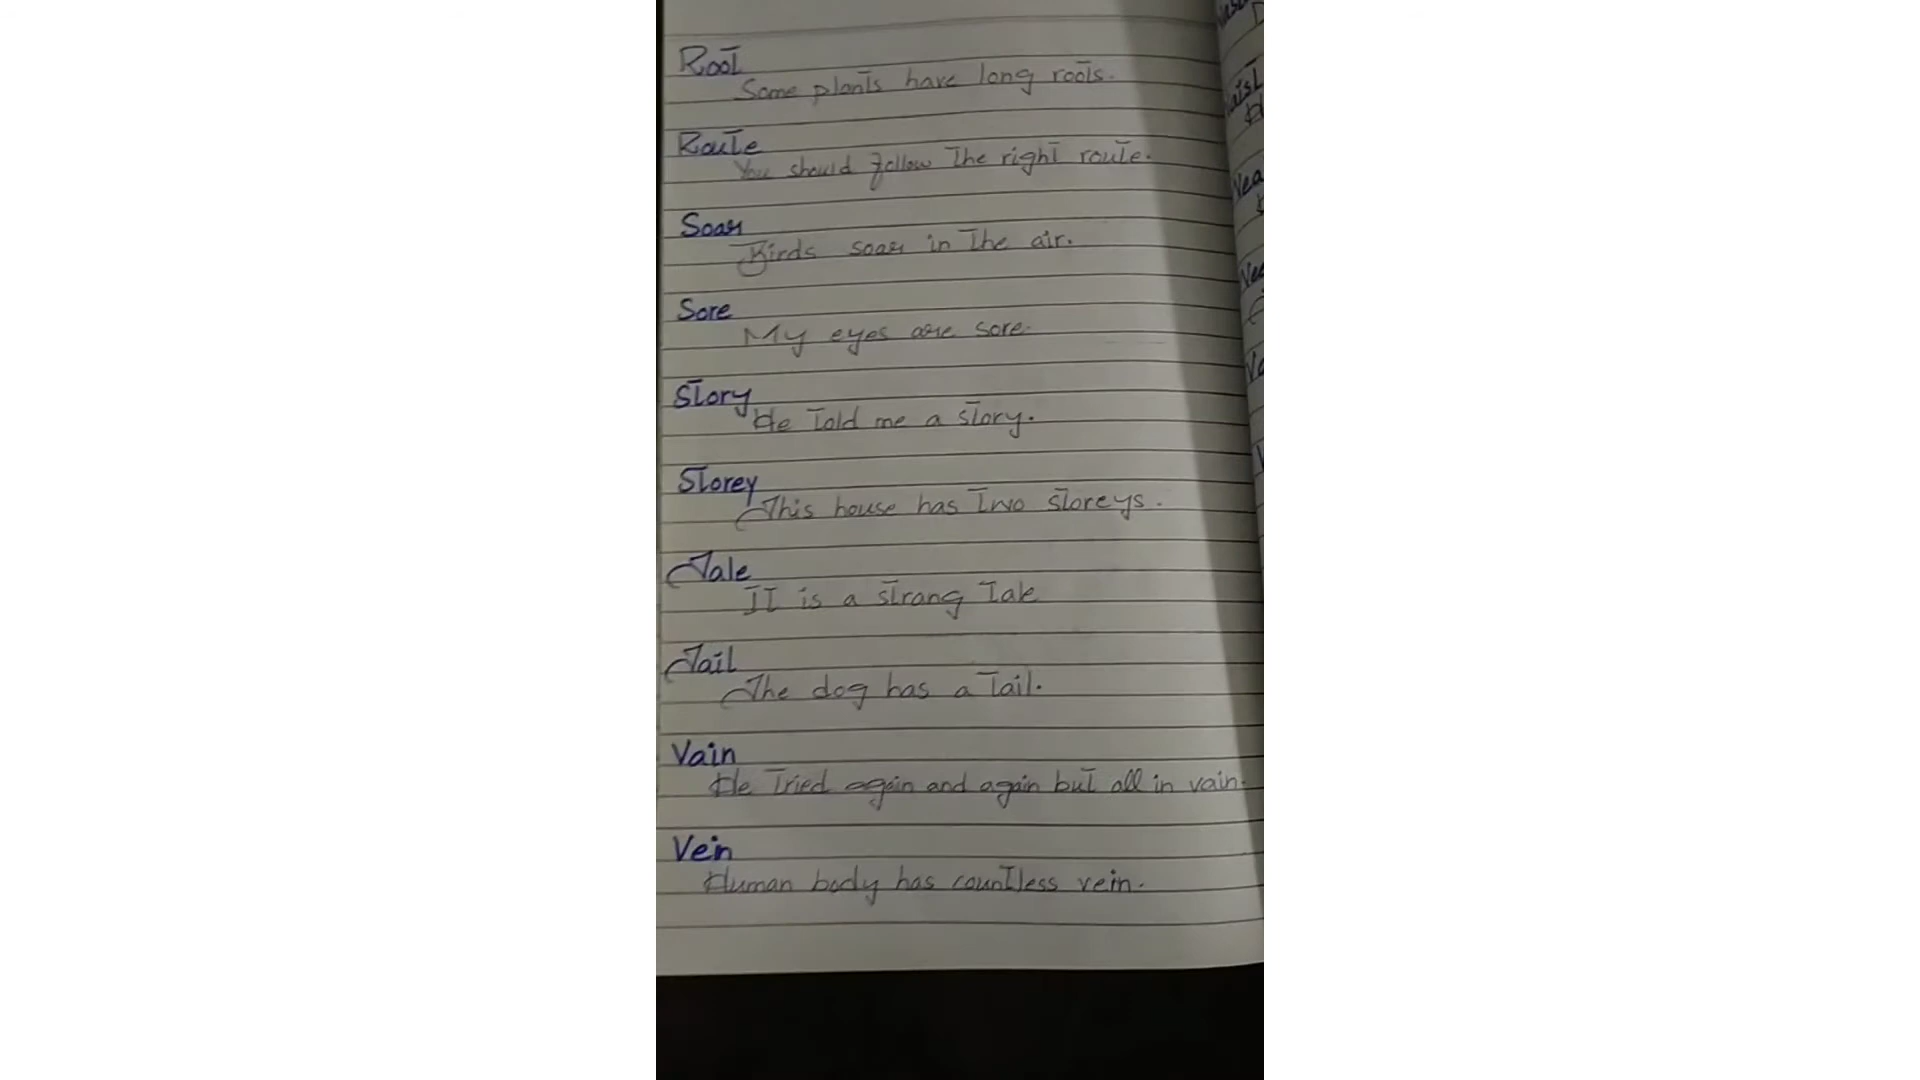 Root
Some plants have long roots.
Route
You should follow the right route.
Soar
Birds soar in the air.
Sore
My eyes are sore.
Story
He told me a story.
Storey
This house has two storeys.
Tale
It is a strang tale
Tail
The dog has a tail.
Vain
He tried again and again but all in vain.
Vein
Human body has countless vein.